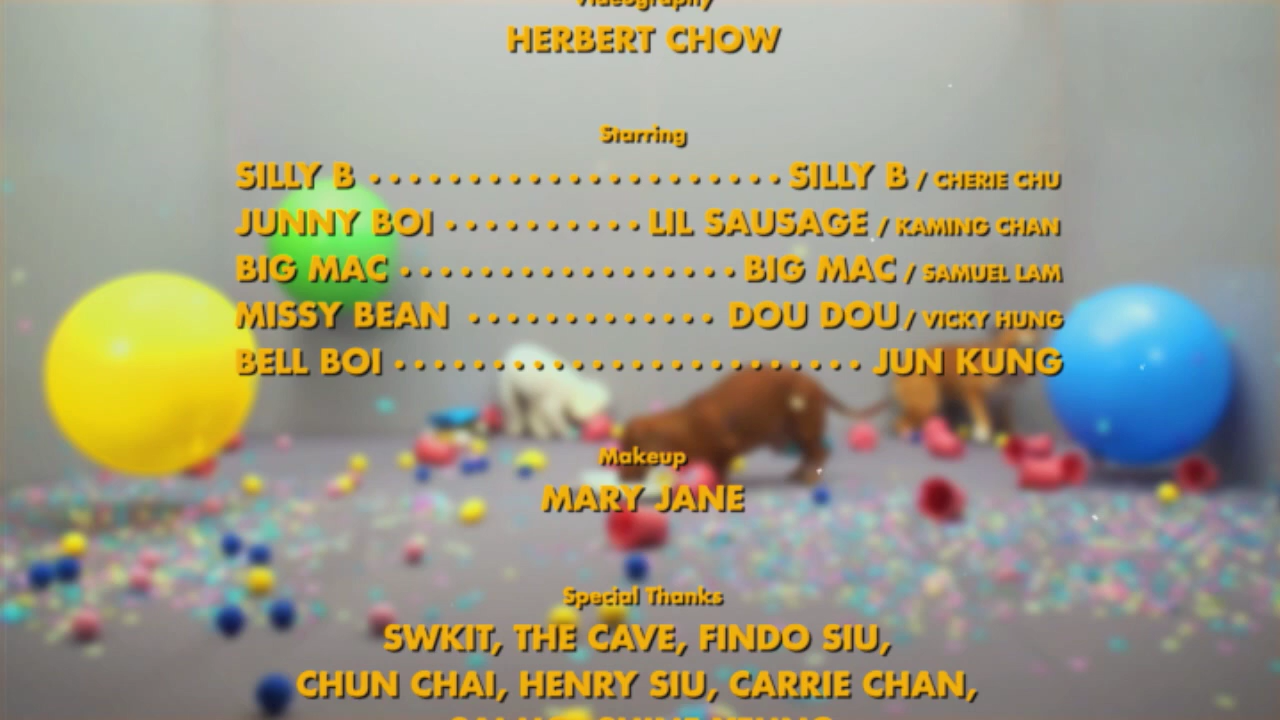 Videography
HERBERT CHOW
Starring
SILLY B ...................... SILLY B / CHERIE CHU
JUNNY BOI .......... LIL SAUSAGE / KAMING CHAN
BIG MAC .................. BIG MAC / SAMUEL LAM
MISSY BEAN ............. DOU DOU / VICKY HUNG
BELL BOI ........................ JUN KUNG
Makeup
MARY JANE
Special Thanks
SWKIT, THE CAVE, FINDO SIU,
CHUN CHAI, HENRY SIU, CARRIE CHAN,